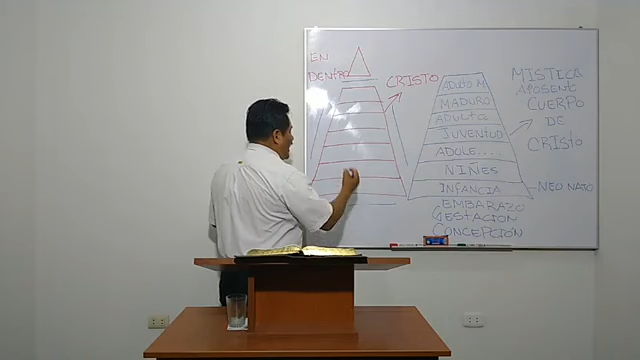 EN
DENTRO
CRISTO
ADULTO M.
MADURO
ADULTO
JUVENTUD
ADOLE....
NIÑES
INFANCIA
NEO NATO
EMBARAZO
GESTACION
CONCEPCIÓN
MISTICA
APOSENTO
CUERPO
DE
CRISTO